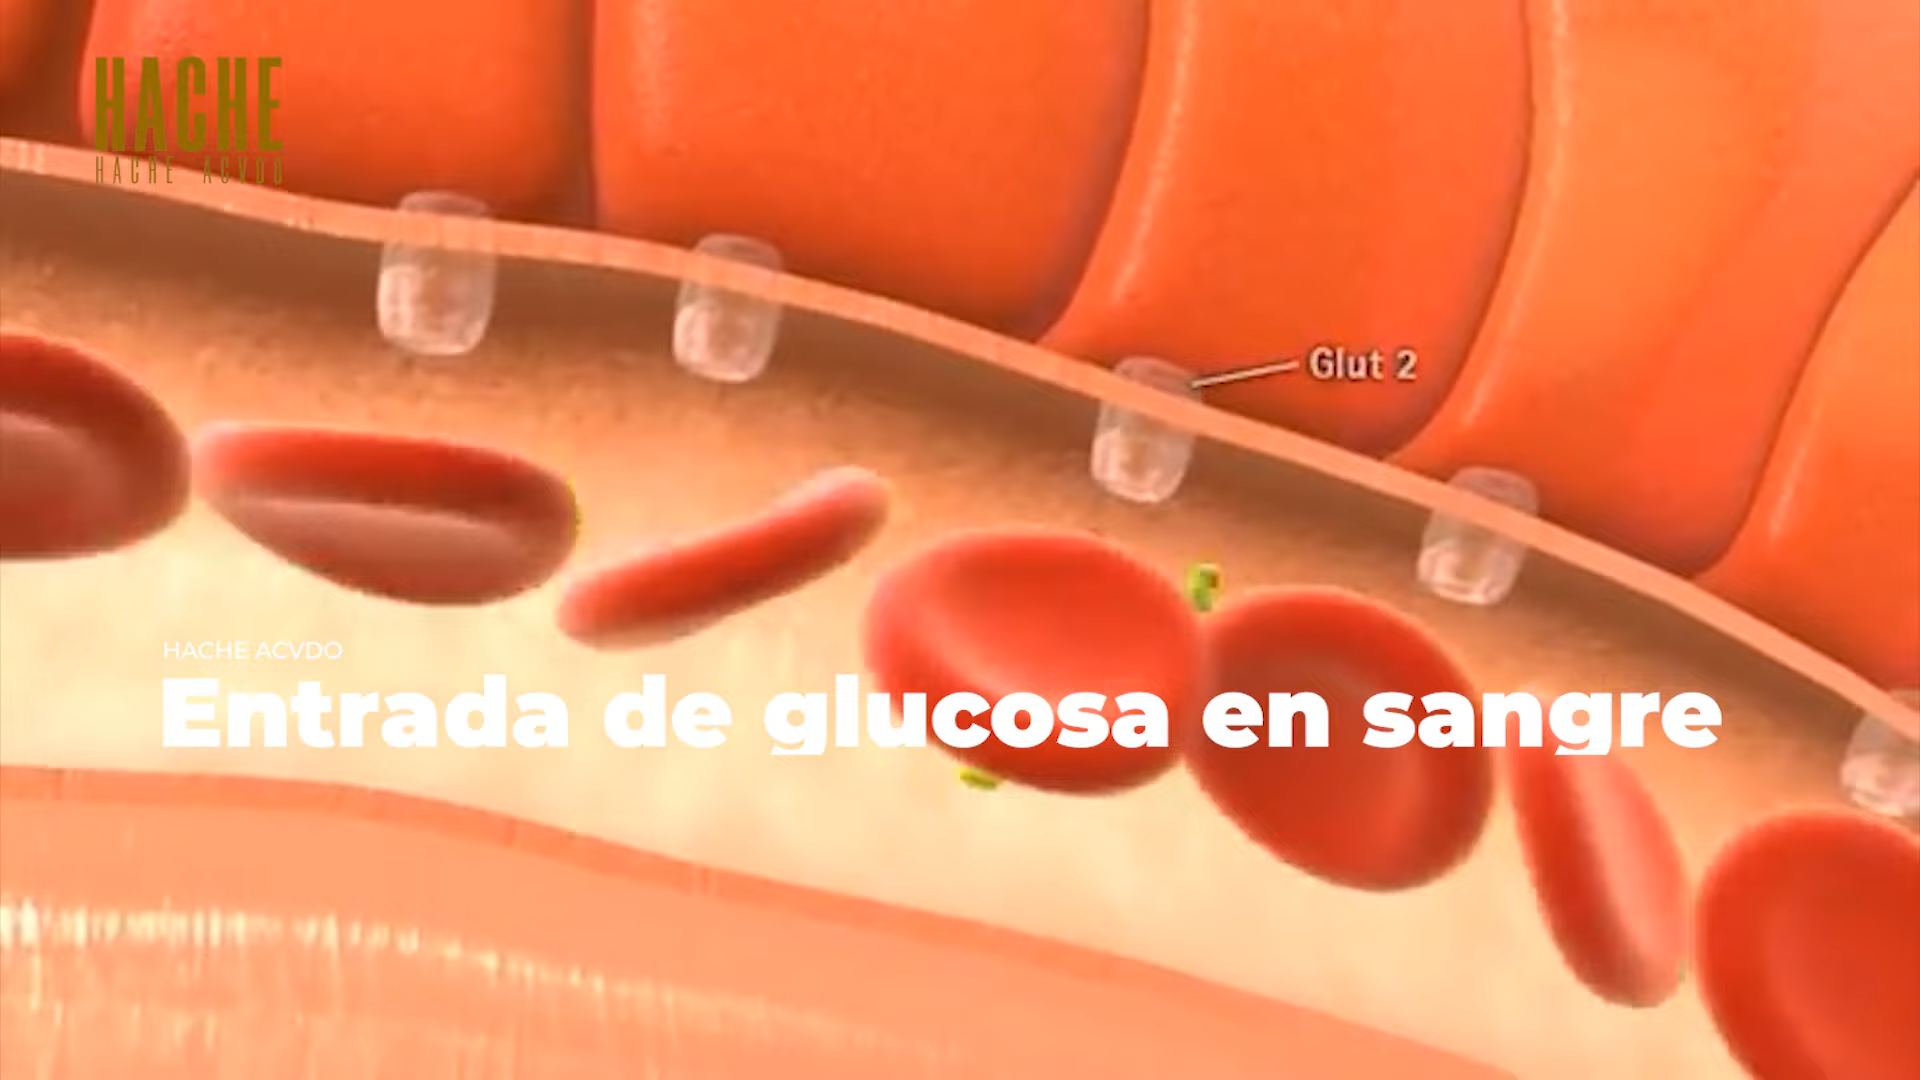 HACHE
HACHE ACVDO
Glut 2
HACHE ACVDO
Entrada de glucosa en sangre